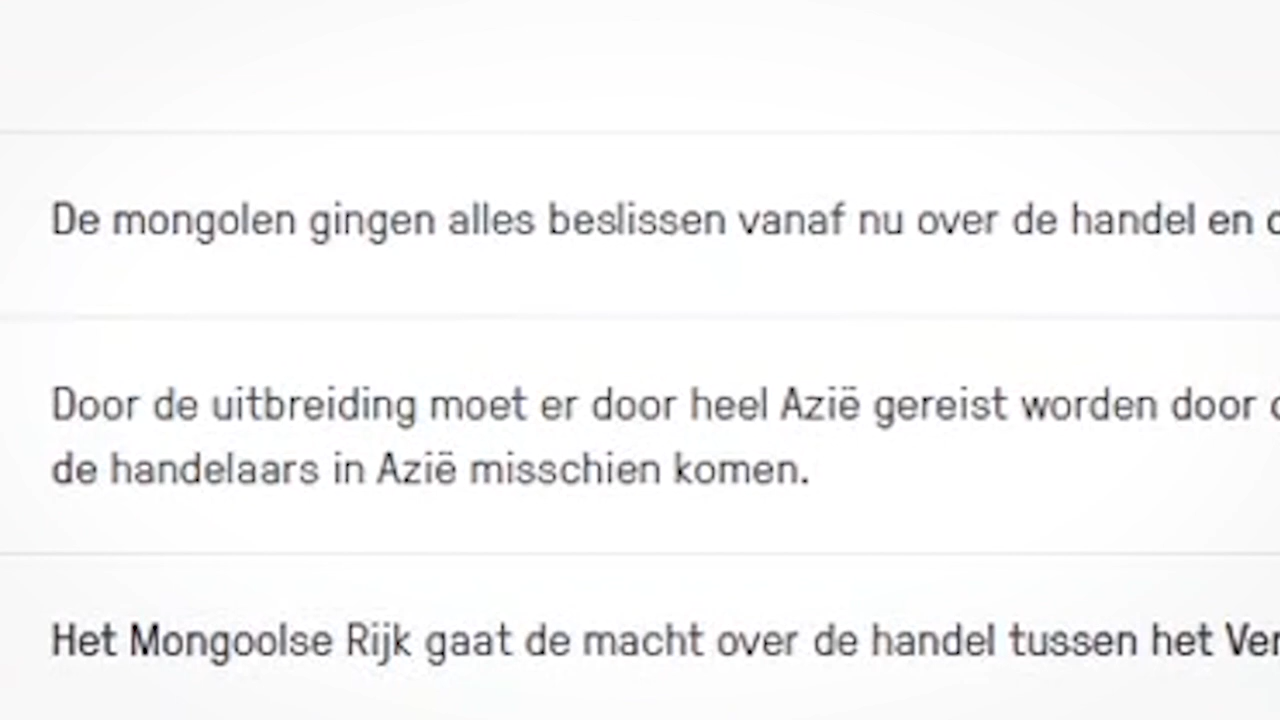 De mongolen gingen alles beslissen vanaf nu over de handel en
Door de uitbreiding moet er door heel Azië gereist worden door
de handelaars in Azië misschien komen.
Het Mongoolse Rijk gaat de macht over de handel tussen het